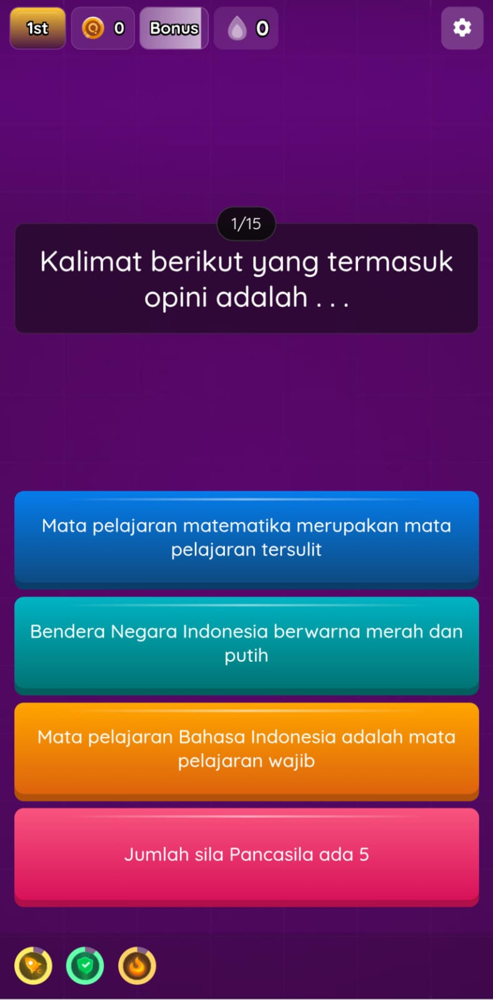 1st
0
Bonus
0
1/15
Kalimat berikut yang termasuk
opini adalah . . .
Mata pelajaran matematika merupakan mata
pelajaran tersulit
Bendera Negara Indonesia berwarna merah dan
putih
Mata pelajaran Bahasa Indonesia adalah mata
pelajaran wajib
Jumlah sila Pancasila ada 5